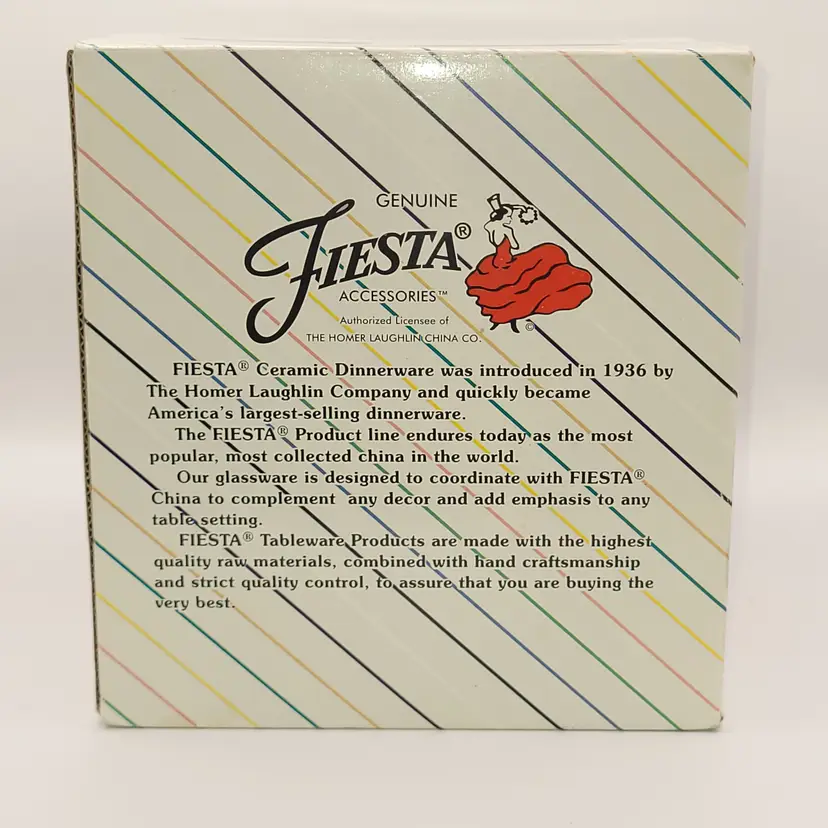 GENUINE
FIESTA®
ACCESSORIES™
Authorized Licensee of
THE HOMER LAUGHLIN CHINA CO.
©
FIESTA® Ceramic Dinnerware was introduced in 1936 by
The Homer Laughlin Company and quickly became
America's largest-selling dinnerware.
The FIESTA® Product line endures today as the most
popular, most collected china in the world.
Our glassware is designed to coordinate with FIESTA®
China to complement any decor and add emphasis to any
table setting.
FIESTA® Tableware Products are made with the highest
quality raw materials, combined with hand craftsmanship
and strict quality control, to assure that you are buying the
very best.